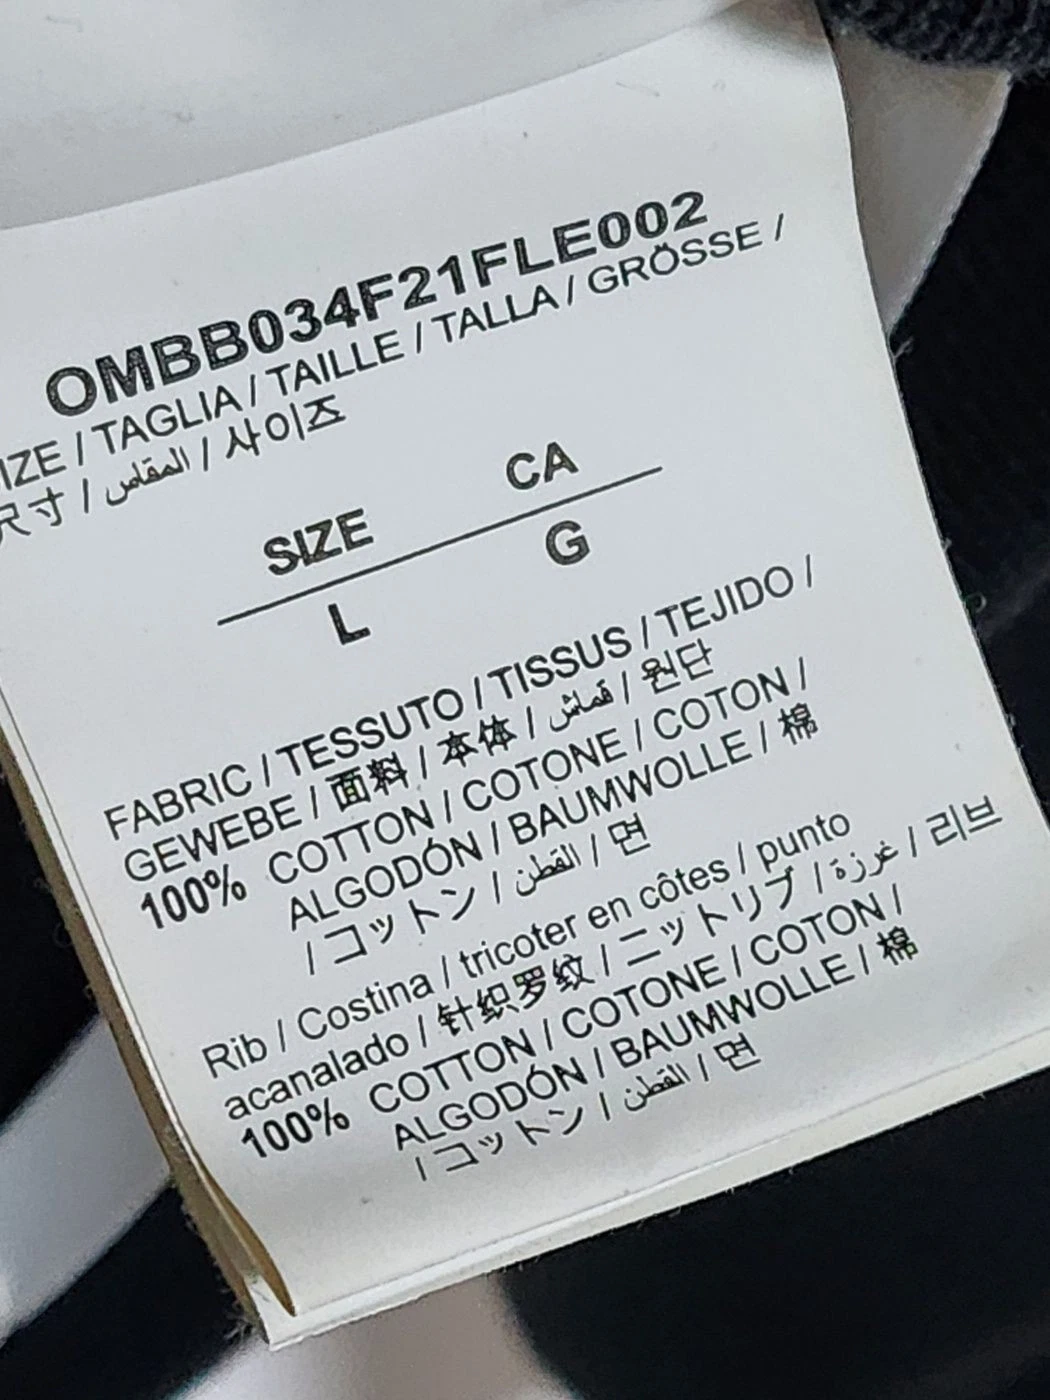 OMBB034F21FLE002
IZE / TAGLIA / TAILLE / TALLA / GRÖSSE /
尺寸 / المقاس / 사이즈
SIZE CA
L G
FABRIC / TESSUTO / TISSUS / TEJIDO /
GEWEBE / 面料 / 本体 / قماش / 원단
100% COTTON / COTONE / COTON /
ALGODÓN / BAUMWOLLE / 棉
/ コットン / القطن / 면
Rib / Costina / tricoter en côtes / punto
acanalado / 针织罗纹 / ニットリブ / غرزة / 리브
100% COTTON / COTONE / COTON /
ALGODÓN / BAUMWOLLE / 棉
/ コットン / القطن / 면